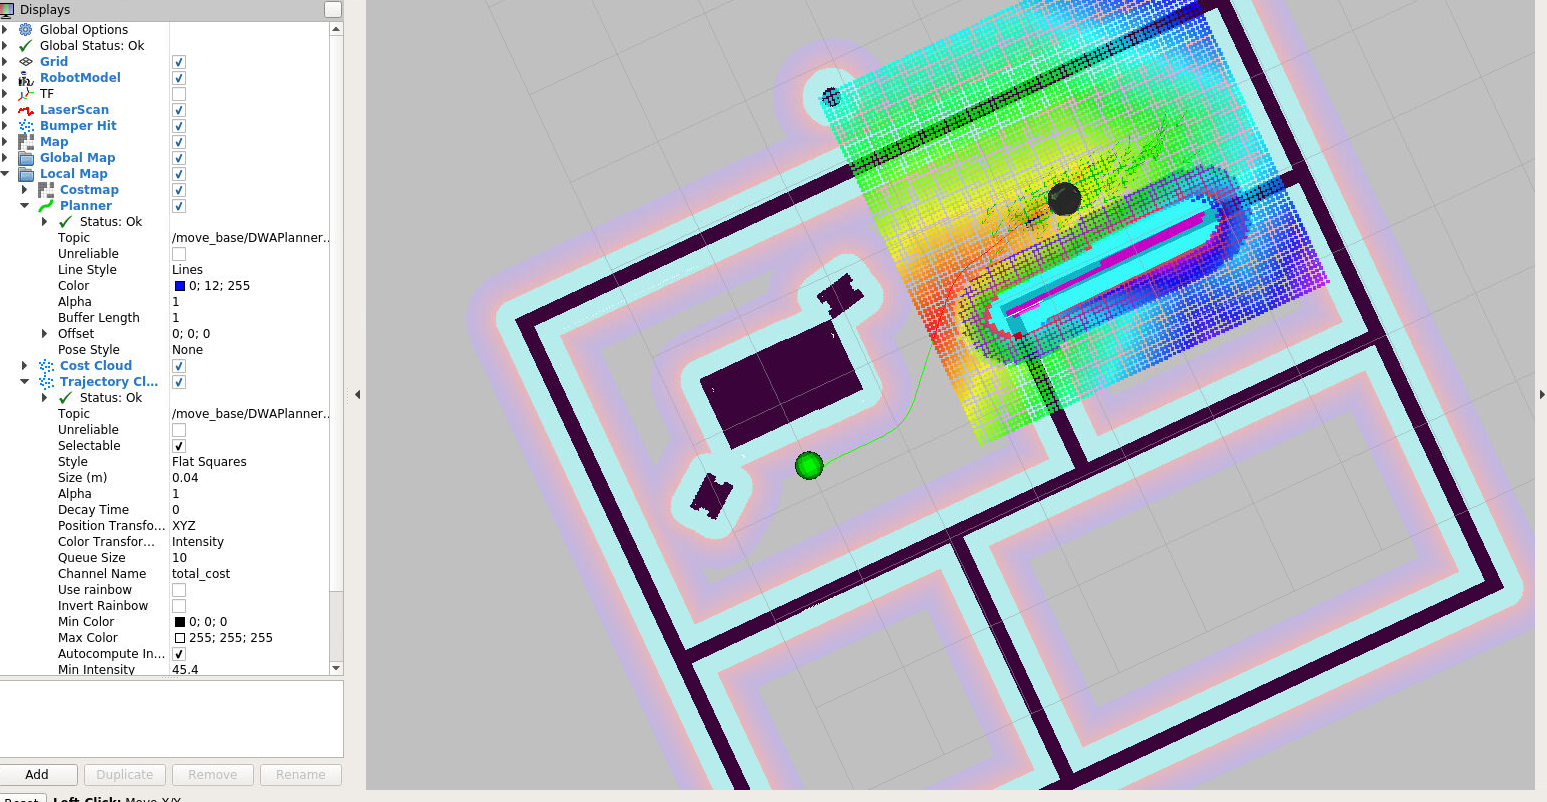 Displays
Global Options
Global Status: Ok
Grid
RobotModel
TF
LaserScan
Bumper Hit
Map
Global Map
Local Map
Costmap
Planner
Status: Ok
Topic /move_base/DWAPlanner..
Unreliable
Line Style Lines
Color 0; 12; 255
Alpha 1
Buffer Length 1
Offset 0; 0; 0
Pose Style None
Cost Cloud
Trajectory Cl...
Status: Ok
Topic /move_base/DWAPlanner..
Unreliable
Selectable
Style Flat Squares
Size (m) 0.04
Alpha 1
Decay Time 0
Position Transfo... XYZ
Color Transfor... Intensity
Queue Size 10
Channel Name total_cost
Use rainbow
Invert Rainbow
Min Color 0; 0; 0
Max Color 255; 255; 255
Autocompute In...
Min Intensity 45.4
Add Duplicate Remove Rename
Reset Left-Click: Move X/Y